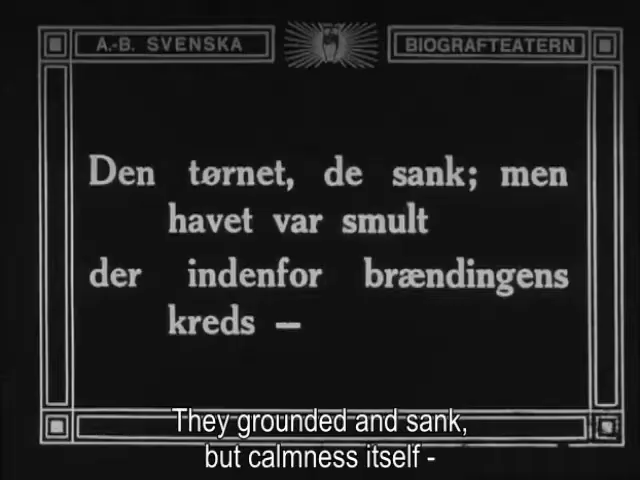 A.-B. SVENSKA
BIOGRAFTEATERN
Den tørnet, de sank; men
havet var smult
der indenfor brændingens
kreds —
They grounded and sank,
but calmness itself -